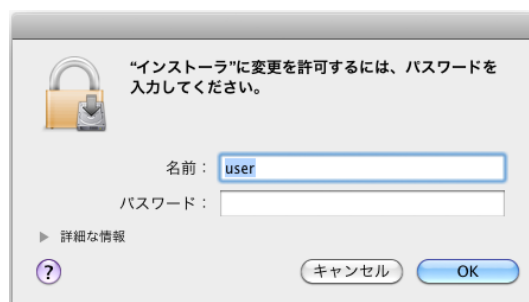 “インストーラ”に変更を許可するには、パスワードを
入力してください。
名前：user
パスワード：
詳細な情報
?
キャンセル OK